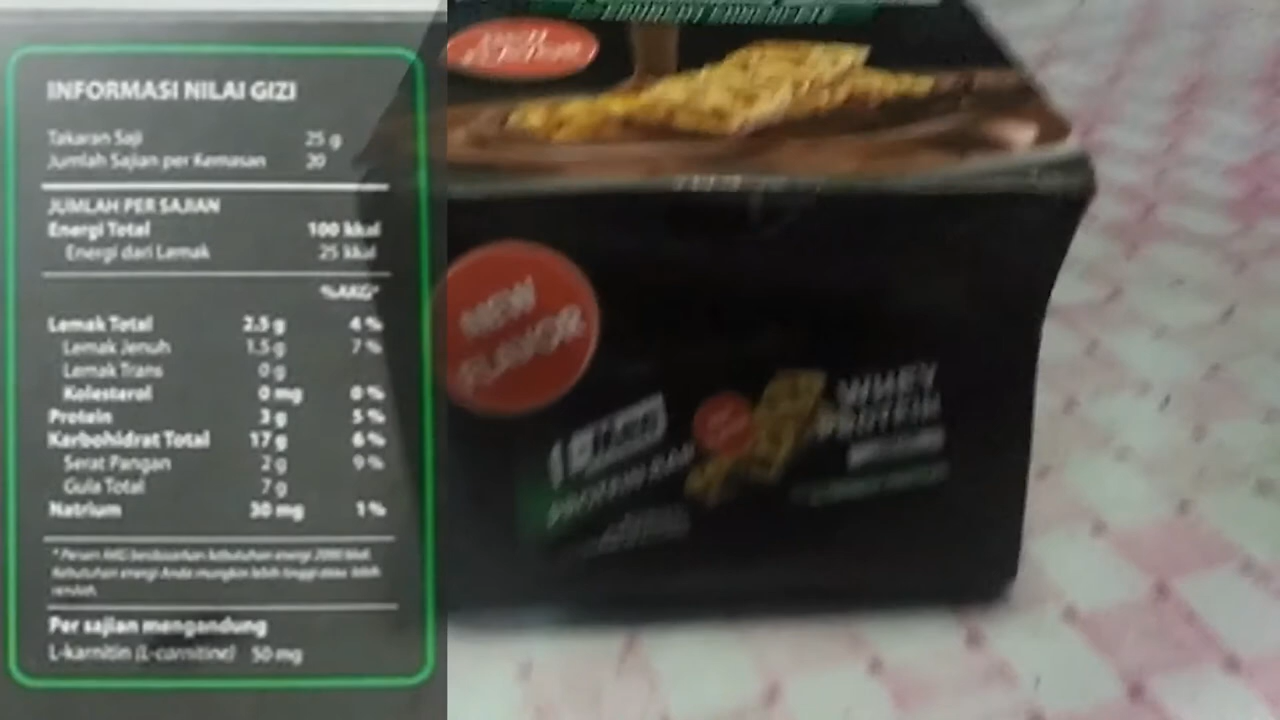 INFORMASI NILAI GIZI
Takaran Saji 25 g
Jumlah Sajian per Kemasan 20
JUMLAH PER SAJIAN
Energi Total 100 kkal
Energi dari Lemak 25 kkal
%AKG*
Lemak Total 2.5 g 4 %
Lemak Jenuh 1.5 g 7 %
Lemak Trans 0 g
Kolesterol 0 mg 0 %
Protein 3 g 5 %
Karbohidrat Total 17 g 6 %
Serat Pangan 2 g 9 %
Gula Total 7 g
Natrium 30 mg 1 %
* Persen AKG berdasarkan kebutuhan energi 2000 kkal.
Kebutuhan energi Anda mungkin lebih tinggi atau lebih
rendah.
Per sajian mengandung
L-karnitin (L-carnitine) 50 mg
NEW
FLAVOR
PROTEIN BAR
WHEY
PROTEIN